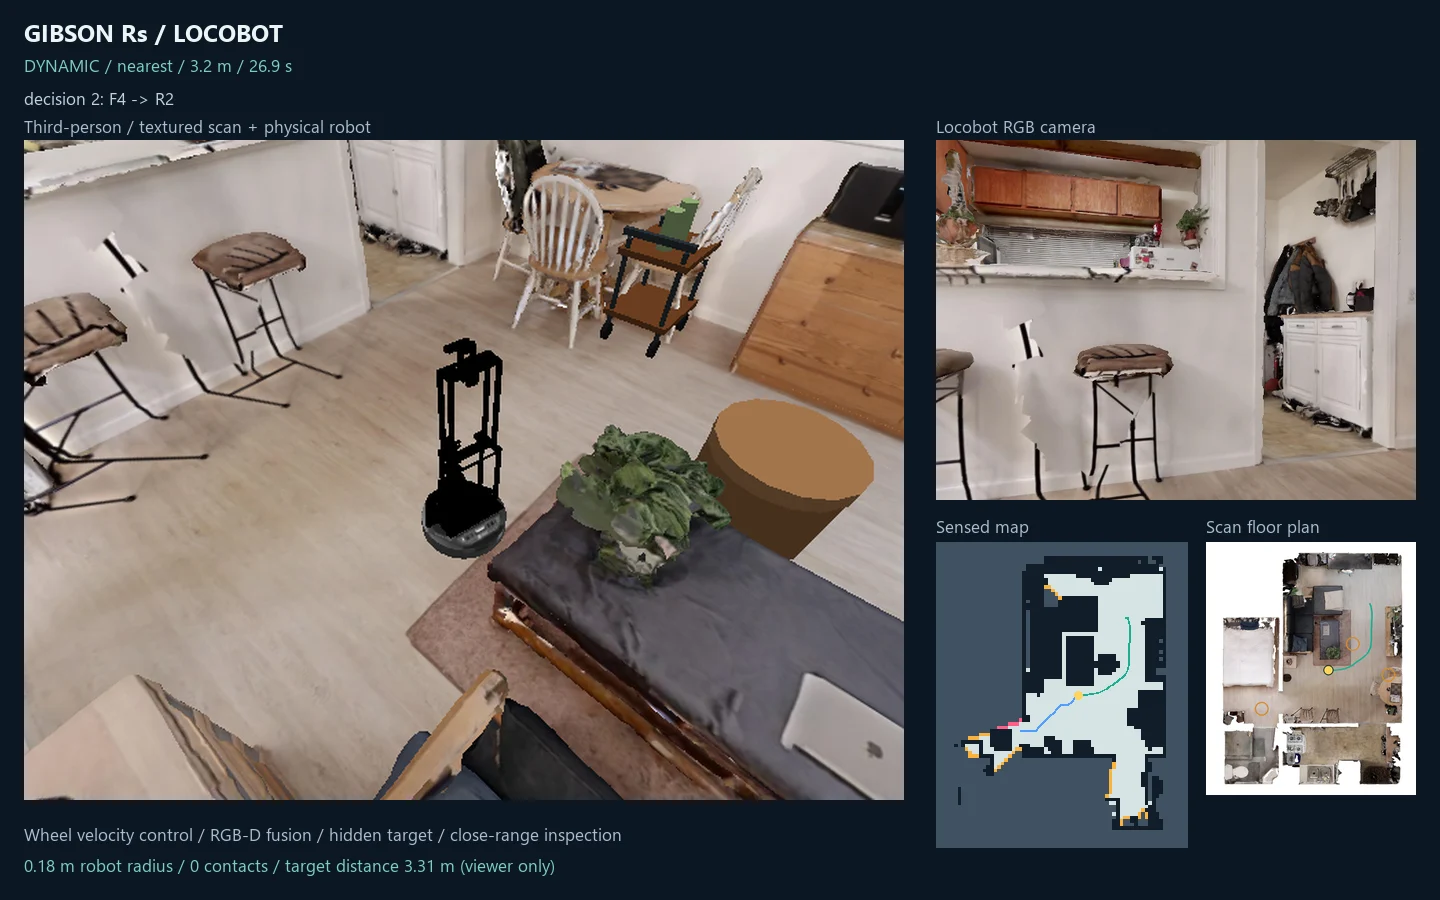 GIBSON Rs / LOCOBOT
DYNAMIC / nearest / 3.2 m / 26.9 s
decision 2: F4 -> R2
Third-person / textured scan + physical robot
Locobot RGB camera
Sensed map
Scan floor plan
Wheel velocity control / RGB-D fusion / hidden target / close-range inspection
0.18 m robot radius / 0 contacts / target distance 3.31 m (viewer only)